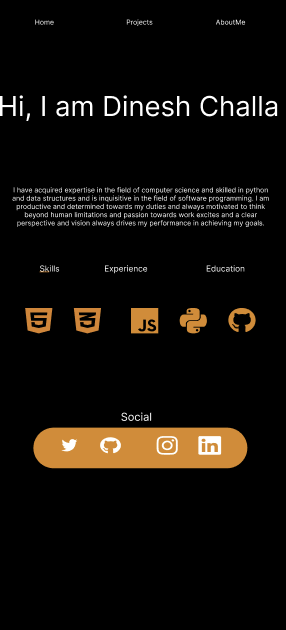 Home Projects AboutMe
Hi, I am Dinesh Challa
I have acquired expertise in the field of computer science and skilled in python
and data structures and is inquisitive in the field of software programming. I am
productive and determined towards my duties and always motivated to think
beyound human limitations and passion towards work excites and a clear
perspective and vision always drives my performance in achieving my goals.
Skills Experience Education
5 3 JS
Social
in